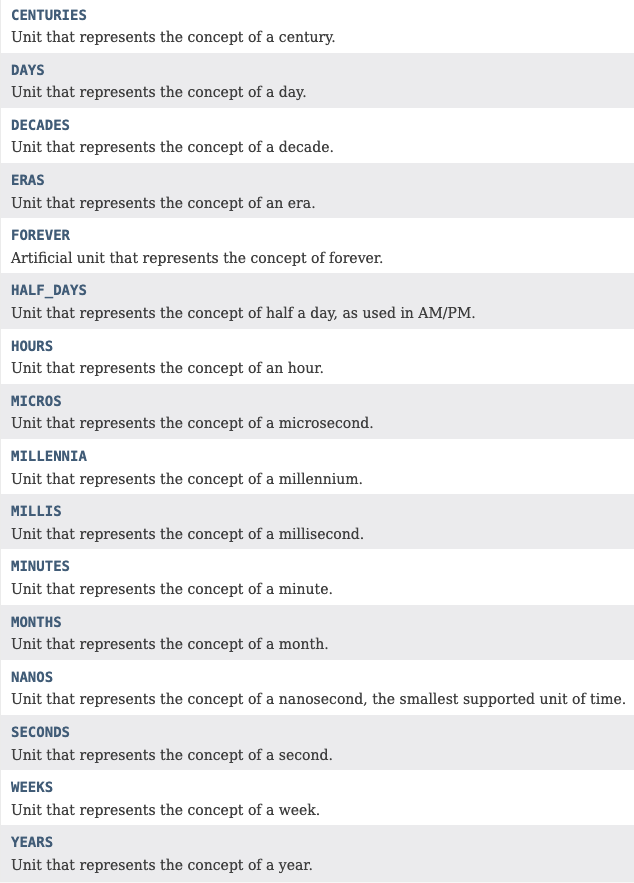 CENTURIES
Unit that represents the concept of a century.
DAYS
Unit that represents the concept of a day.
DECADES
Unit that represents the concept of a decade.
ERAS
Unit that represents the concept of an era.
FOREVER
Artificial unit that represents the concept of forever.
HALF_DAYS
Unit that represents the concept of half a day, as used in AM/PM.
HOURS
Unit that represents the concept of an hour.
MICROS
Unit that represents the concept of a microsecond.
MILLENNIA
Unit that represents the concept of a millennium.
MILLIS
Unit that represents the concept of a millisecond.
MINUTES
Unit that represents the concept of a minute.
MONTHS
Unit that represents the concept of a month.
NANOS
Unit that represents the concept of a nanosecond, the smallest supported unit of time.
SECONDS
Unit that represents the concept of a second.
WEEKS
Unit that represents the concept of a week.
YEARS
Unit that represents the concept of a year.